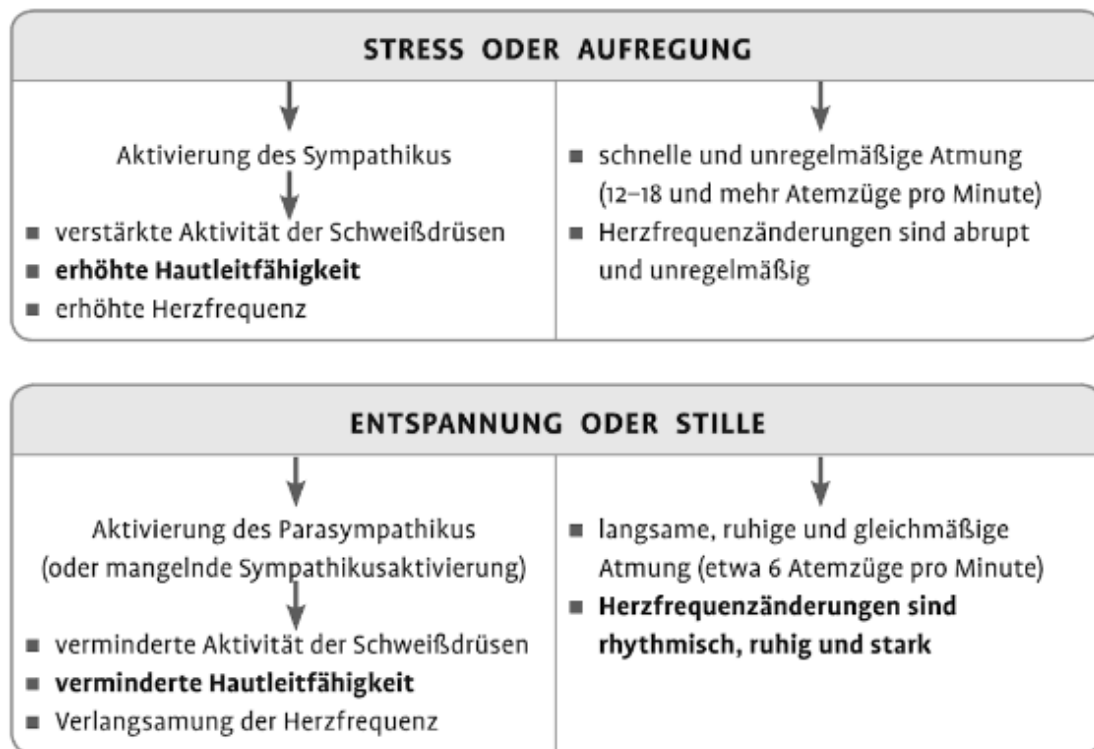 STRESS ODER AUFREGUNG
Aktivierung des Sympathikus
■ verstärkte Aktivität der Schweißdrüsen
■ erhöhte Hautleitfähigkeit
■ erhöhte Herzfrequenz
■ schnelle und unregelmäßige Atmung
(12–18 und mehr Atemzüge pro Minute)
■ Herzfrequenzänderungen sind abrupt
und unregelmäßig
ENTSPANNUNG ODER STILLE
Aktivierung des Parasympathikus
(oder mangelnde Sympathikusaktivierung)
■ verminderte Aktivität der Schweißdrüsen
■ verminderte Hautleitfähigkeit
■ Verlangsamung der Herzfrequenz
■ langsame, ruhige und gleichmäßige
Atmung (etwa 6 Atemzüge pro Minute)
■ Herzfrequenzänderungen sind
rhythmisch, ruhig und stark